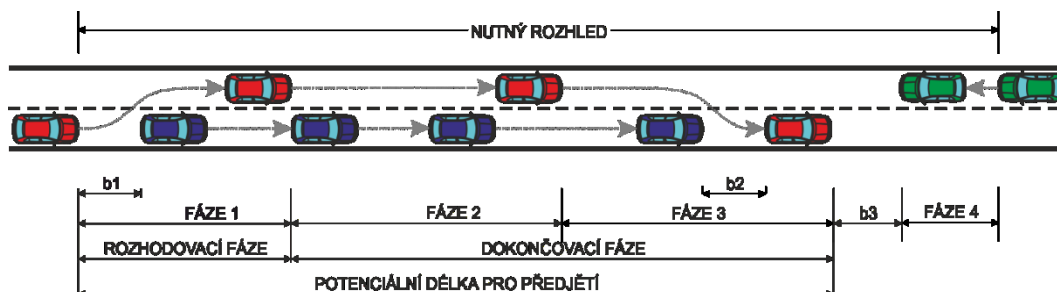 NUTNÝ ROZHLED
b1
b2
FÁZE 1
FÁZE 2
FÁZE 3
b3
FÁZE 4
ROZHODOVACÍ FÁZE
DOKONČOVACÍ FÁZE
POTENCIÁLNÍ DÉLKA PRO PŘEDJETÍ